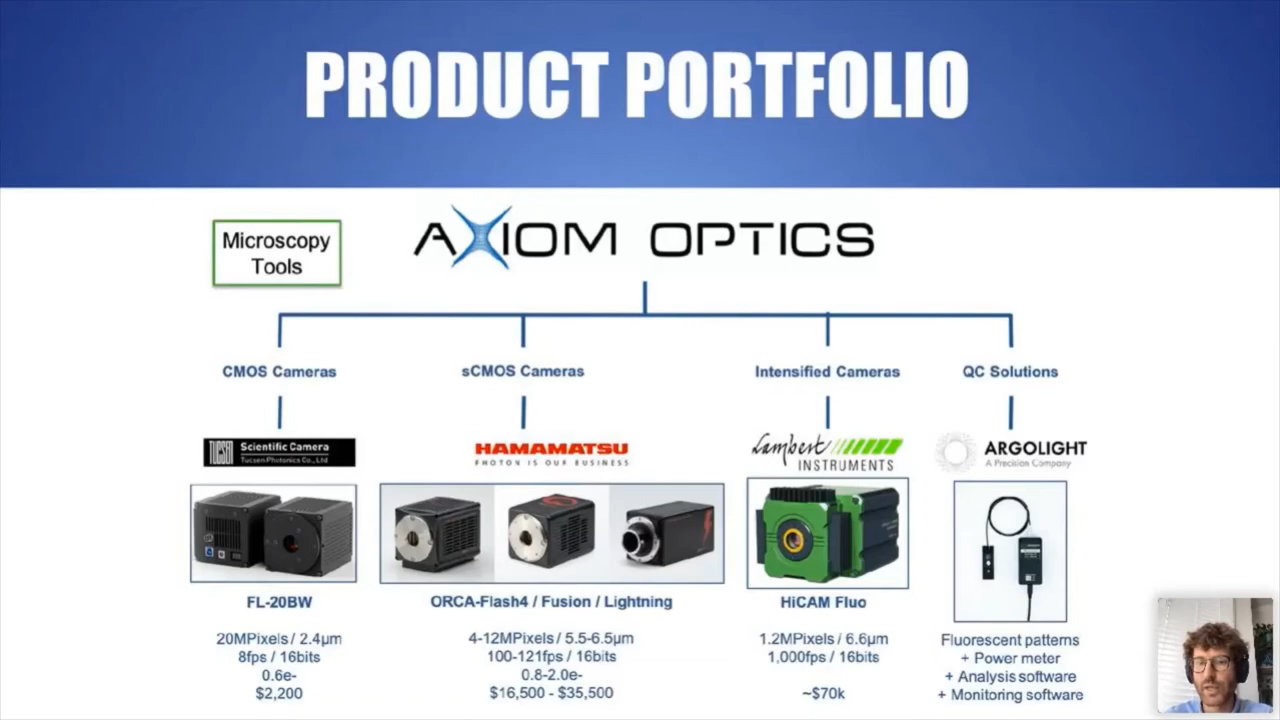 PRODUCT PORTFOLIO
Microscopy
Tools
AXIOM OPTICS
CMOS Cameras
sCMOS Cameras
Intensified Cameras
QC Solutions
TUCSEN Scientific Camera
Tucsen Photonics Co., Ltd
HAMAMATSU
PHOTON IS OUR BUSINESS
Lambert
INSTRUMENTS
ARGOLIGHT
A Precision Company
FL-20BW
20MPixels / 2.4µm
8fps / 16bits
0.6e-
$2,200
ORCA-Flash4 / Fusion / Lightning
4-12MPixels / 5.5-6.5µm
100-121fps / 16bits
0.8-2.0e-
$16,500 - $35,500
HiCAM Fluo
1.2MPixels / 6.6µm
1,000fps / 16bits
~$70k
Fluorescent patterns
+ Power meter
+ Analysis software
+ Monitoring software